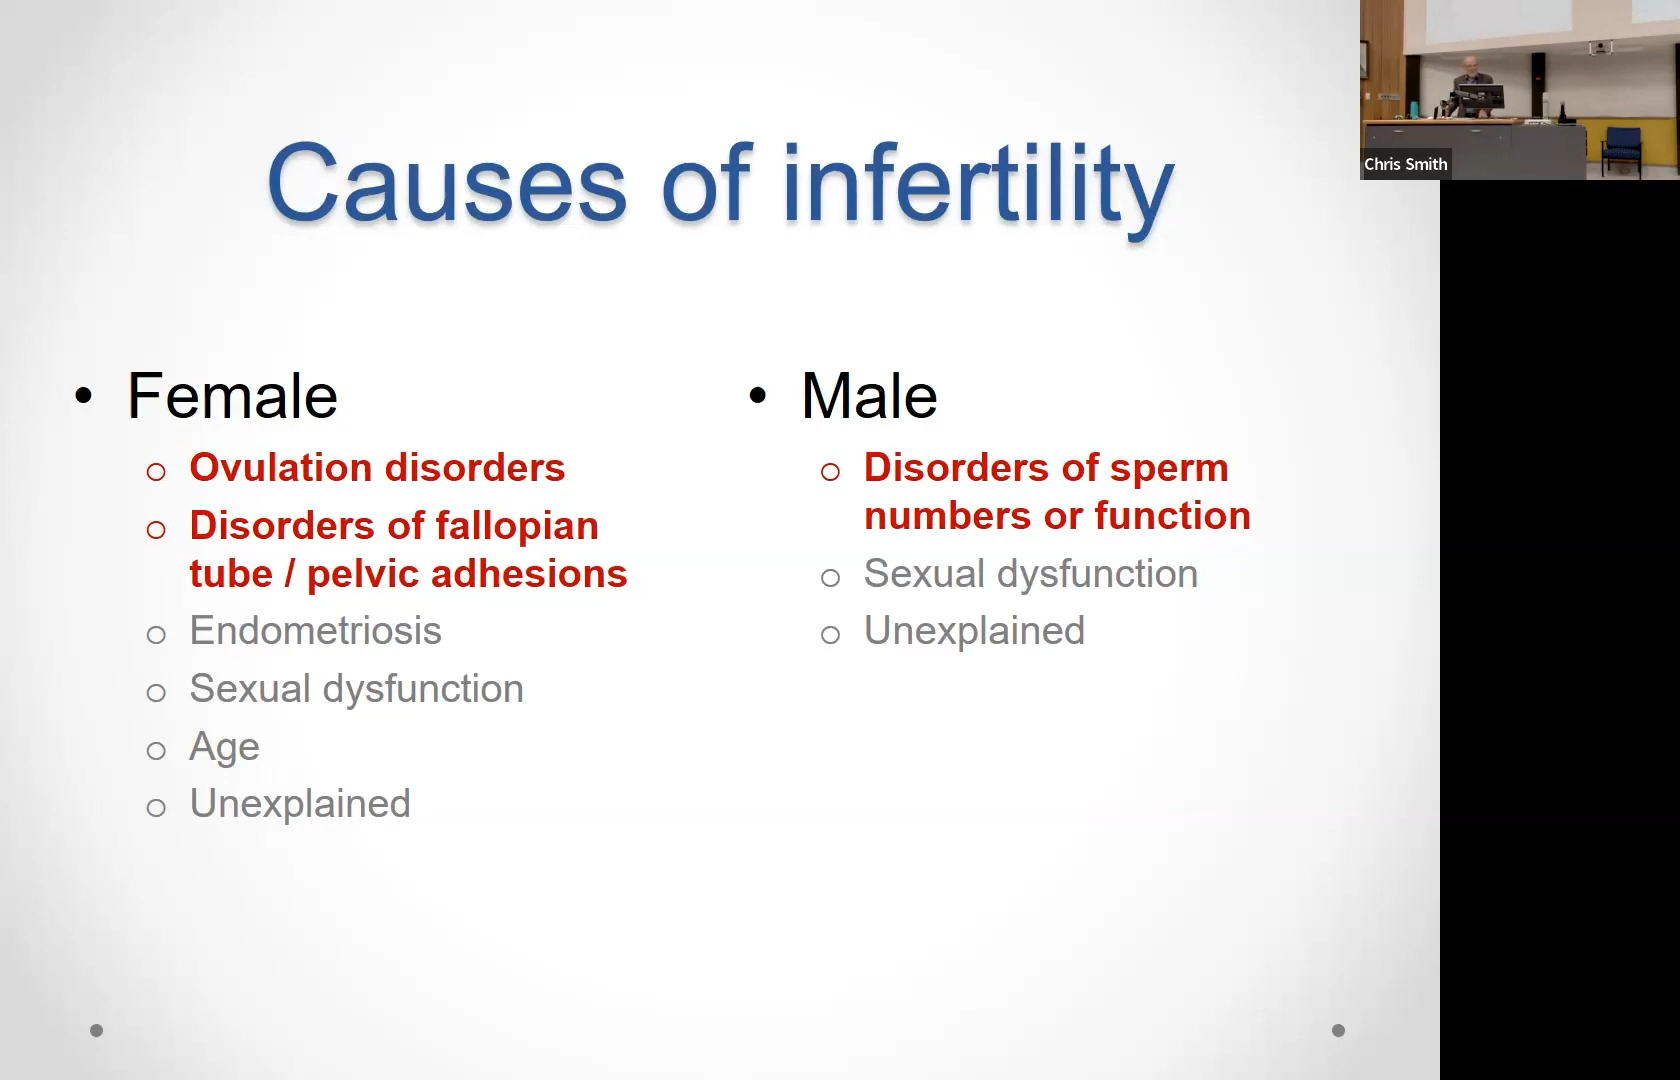 Causes of infertility
• Female
o Ovulation disorders
o Disorders of fallopian
tube / pelvic adhesions
o Endometriosis
o Sexual dysfunction
o Age
o Unexplained
• Male
o Disorders of sperm
numbers or function
o Sexual dysfunction
o Unexplained
Chris Smith